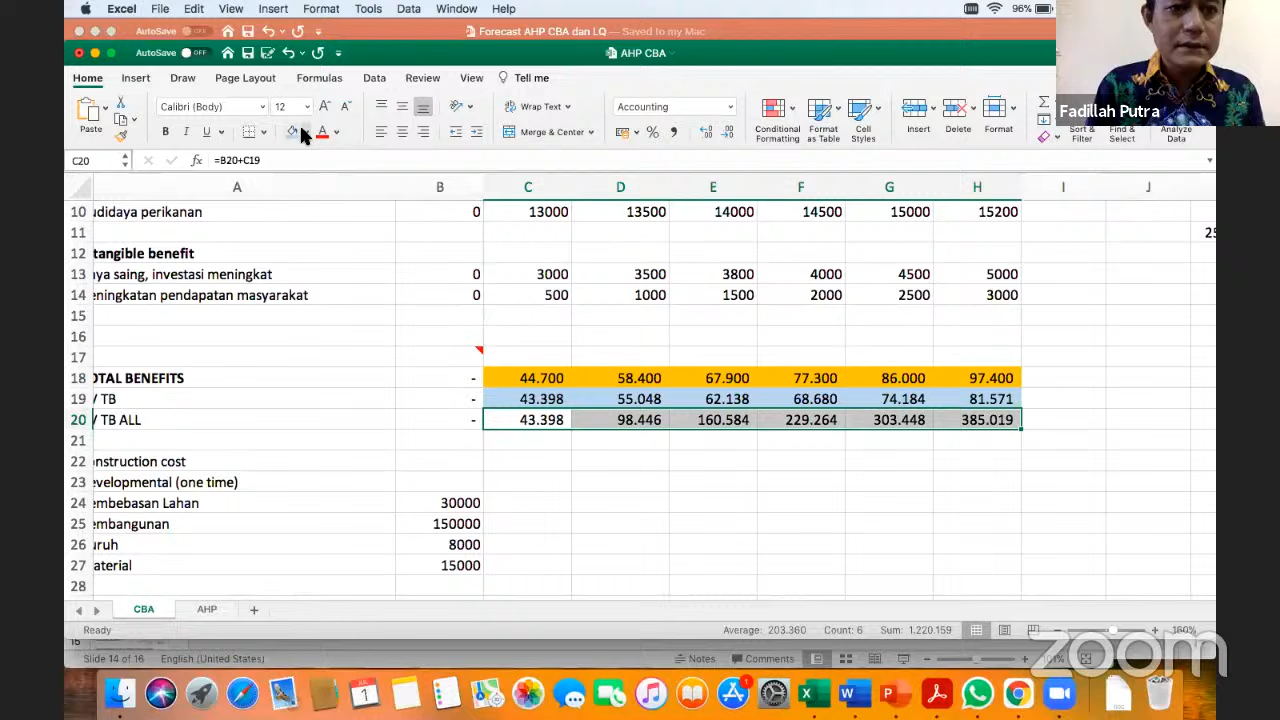 Excel File Edit View Insert Format Tools Data Window Help 96%
AutoSave OFF Forecast AHP CBA dan LQ — Saved to my Mac
AutoSave OFF AHP CBA
Home Insert Draw Page Layout Formulas Data Review View Tell me
Fadillah Putra
Paste Calibri (Body) 12 A A Wrap Text Accounting Conditional Formatting Format as Table Cell Styles Insert Delete Format Sort & Filter Find & Select Analyze Data
B I U A Merge & Center %
C20 fx =B20+C19
A B C D E F G H I J
10 udidaya perikanan 0 13000 13500 14000 14500 15000 15200
11 25
12 tangible benefit
13 aya saing, investasi meningkat 0 3000 3500 3800 4000 4500 5000
14 eningkatan pendapatan masyarakat 0 500 1000 1500 2000 2500 3000
15
16
17
18 OTAL BENEFITS - 44.700 58.400 67.900 77.300 86.000 97.400
19 / TB - 43.398 55.048 62.138 68.680 74.184 81.571
20 / TB ALL - 43.398 98.446 160.584 229.264 303.448 385.019
21
22 onstruction cost
23 evelopmental (one time)
24 embebasan Lahan 30000
25 embangunan 150000
26 uruh 8000
27 aterial 15000
28
CBA AHP +
Ready Average: 203.360 Count: 6 Sum: 1.220.159 160%
Slide 14 of 16 English (United States) Notes Comments
zoom